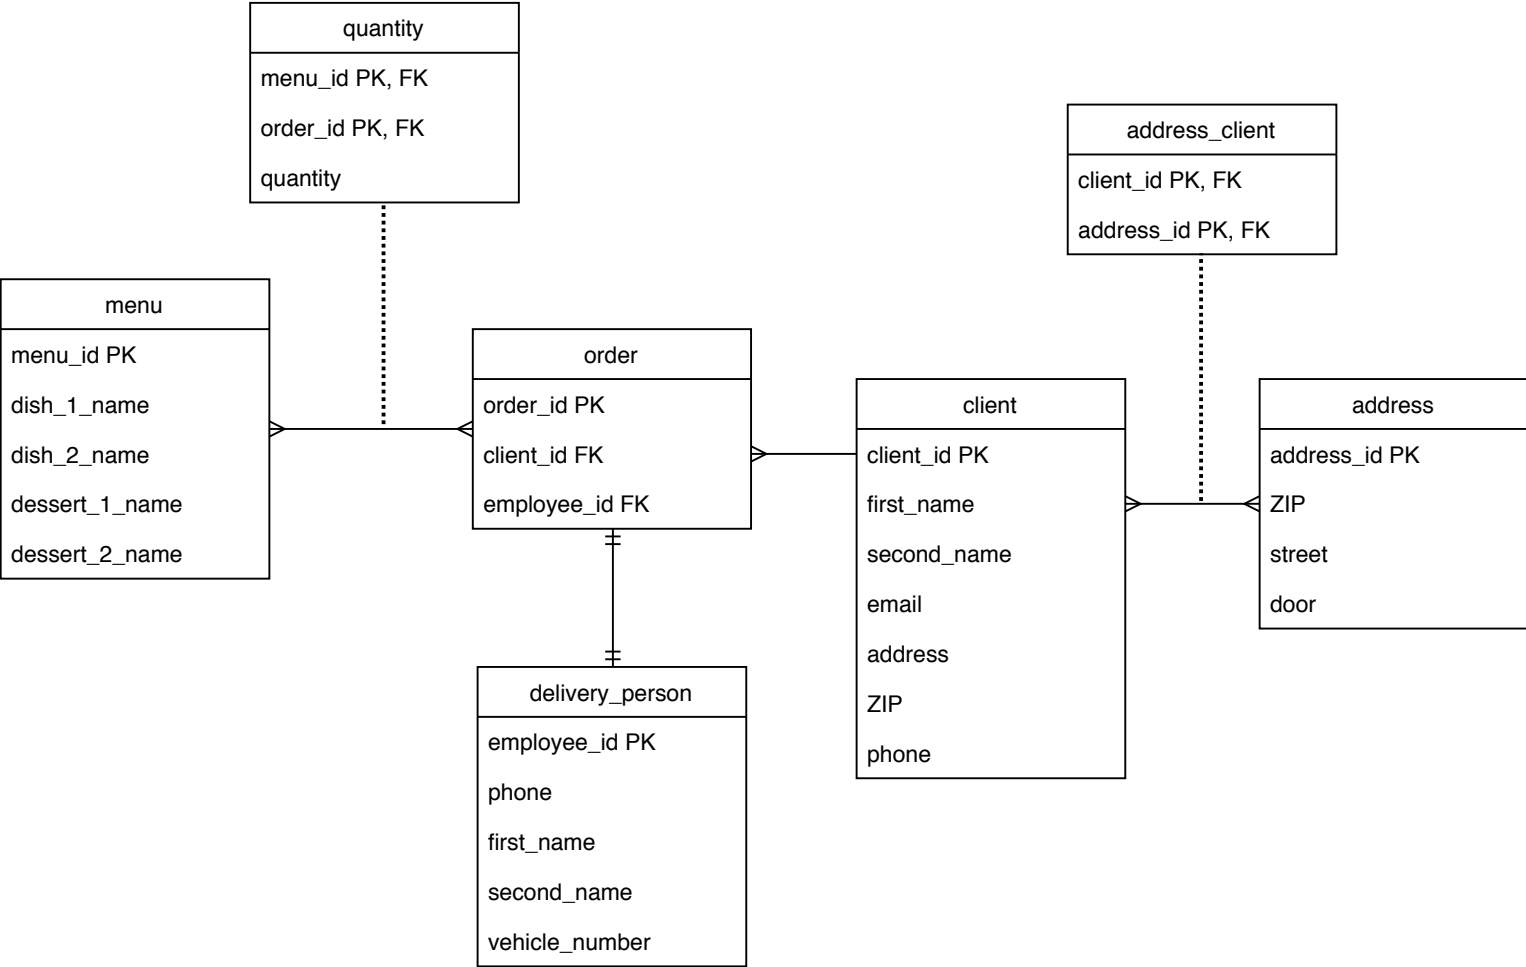 quantity
menu_id PK, FK
order_id PK, FK
quantity
address_client
client_id PK, FK
address_id PK, FK
menu
menu_id PK
dish_1_name
dish_2_name
dessert_1_name
dessert_2_name
order
order_id PK
client_id FK
employee_id FK
client
client_id PK
first_name
second_name
email
address
ZIP
phone
address
address_id PK
ZIP
street
door
delivery_person
employee_id PK
phone
first_name
second_name
vehicle_number